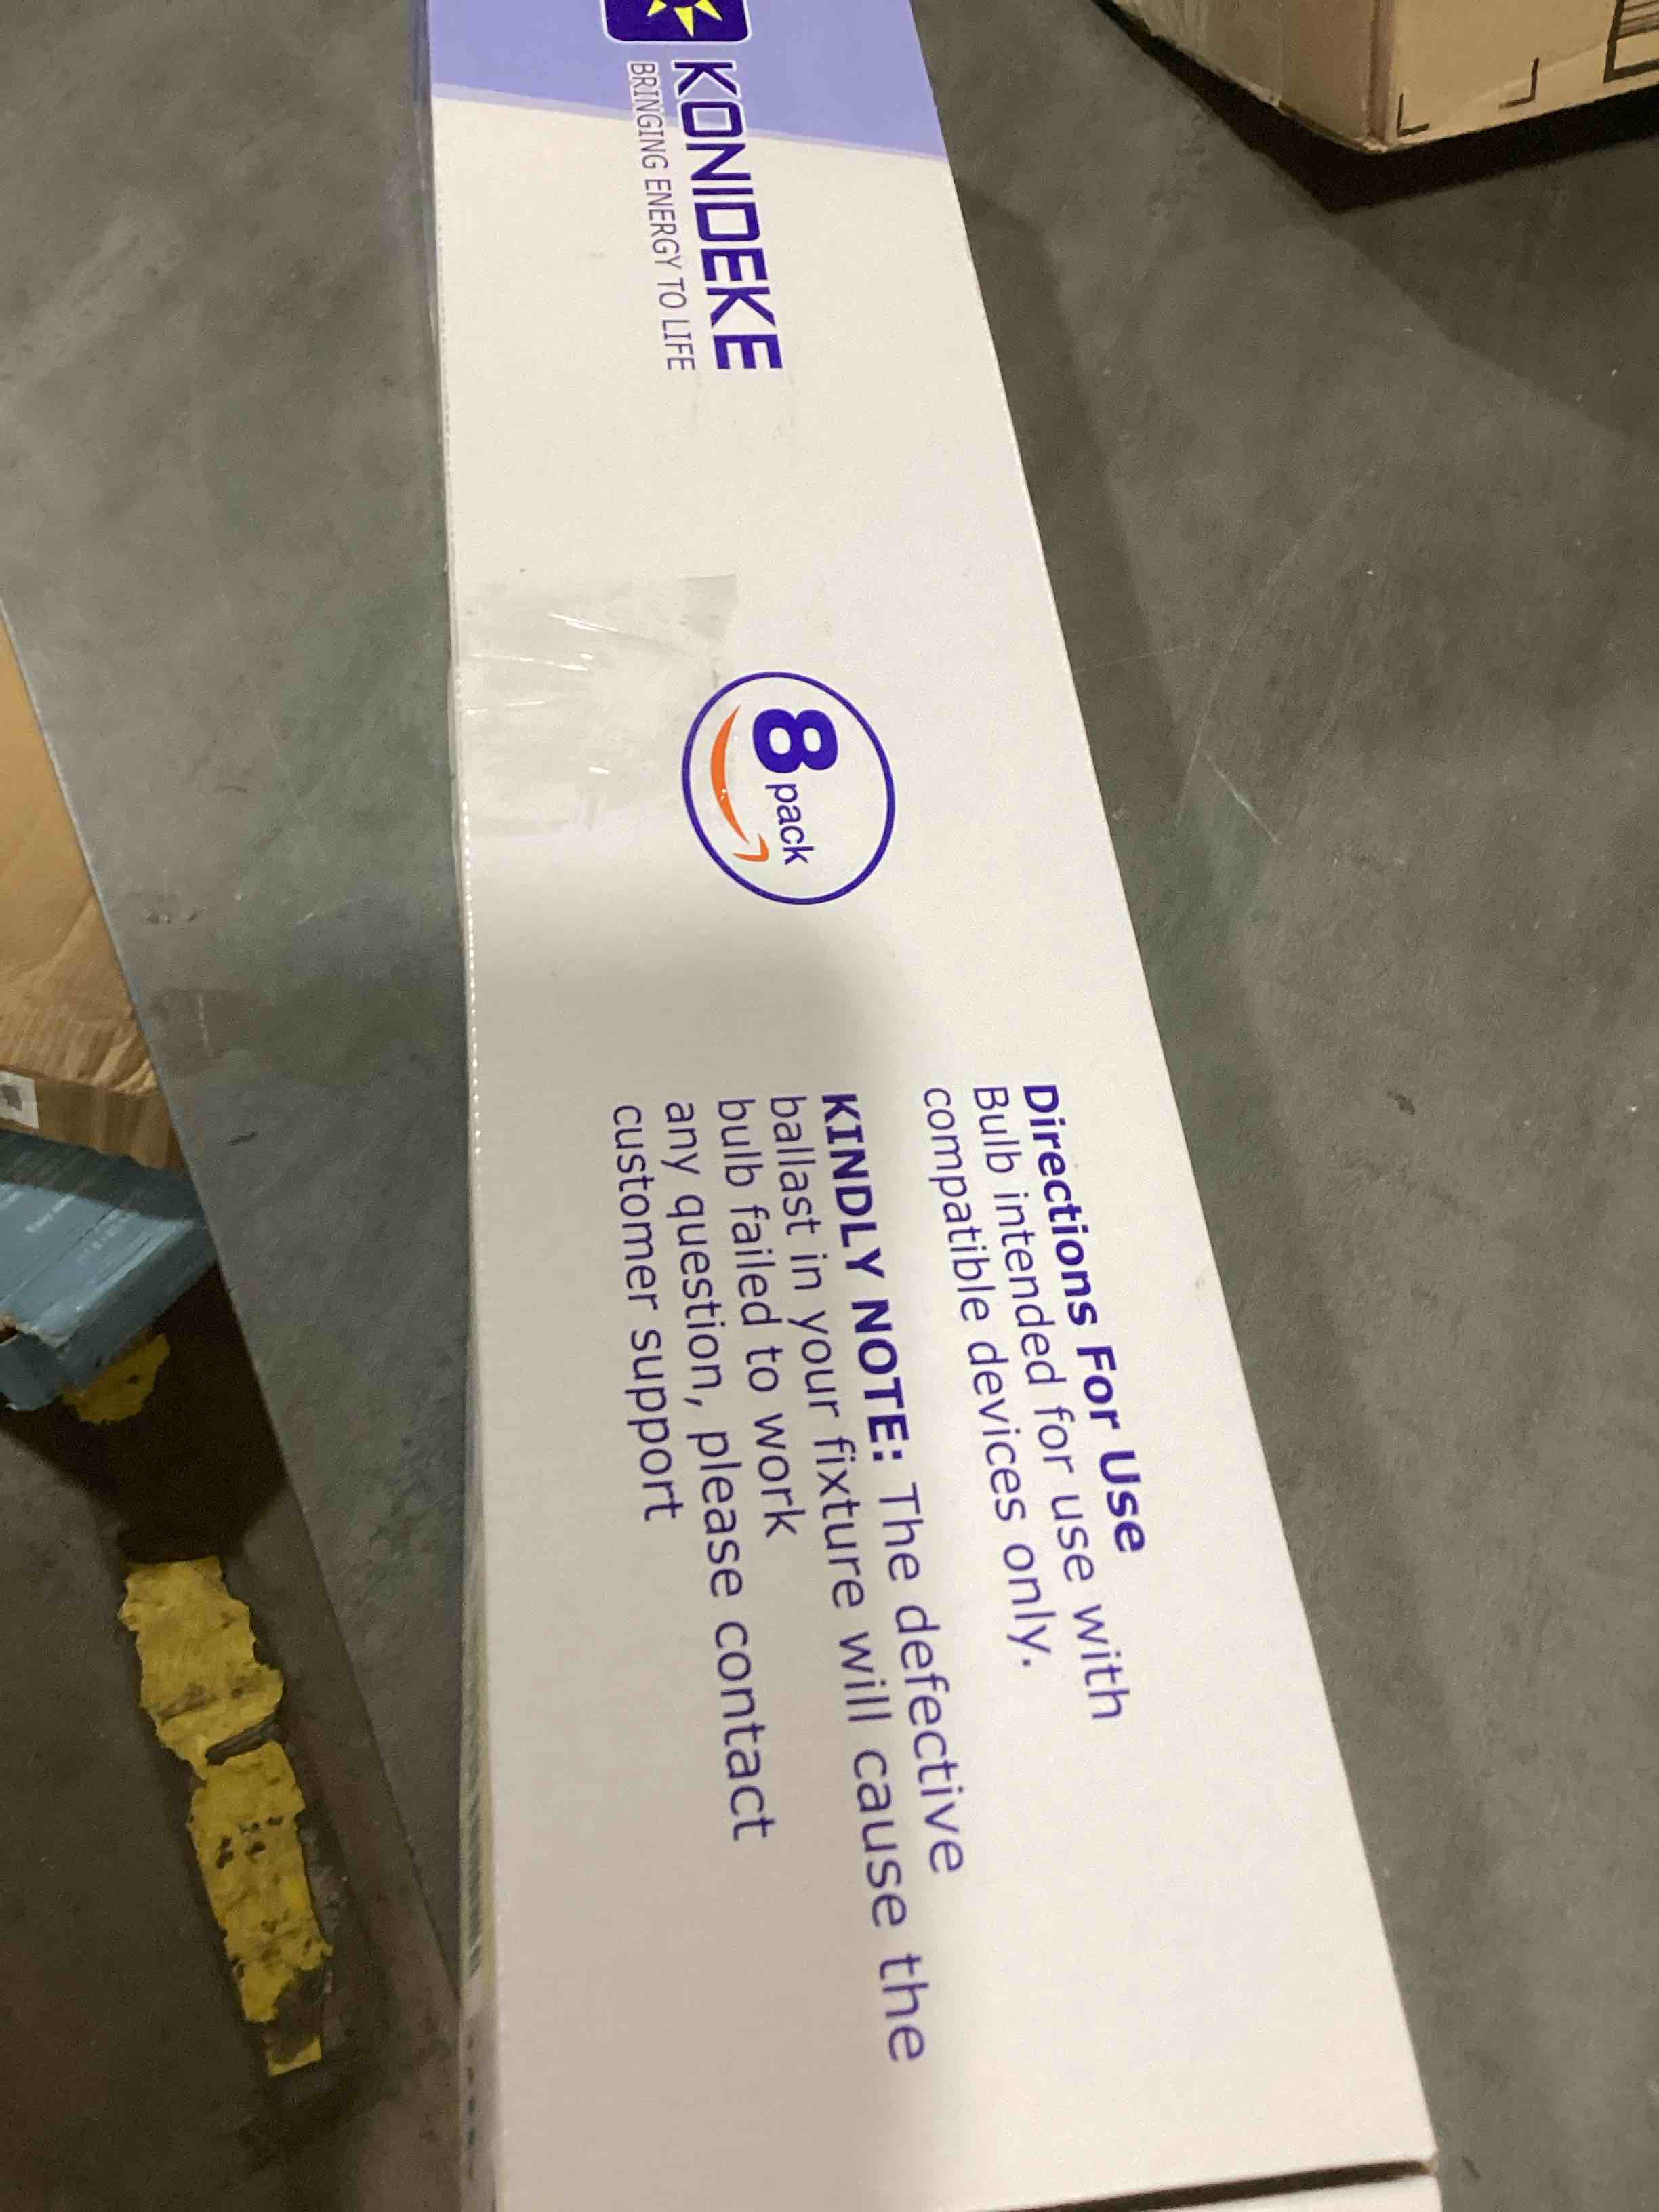 KONIDEKE
BRINGING ENERGY TO LIFE
8 pack
Directions For Use
Bulb intended for use with
compatible devices only.
KINDLY NOTE: The defective
ballast in your fixture will cause the
bulb failed to work
any question, please contact
customer support